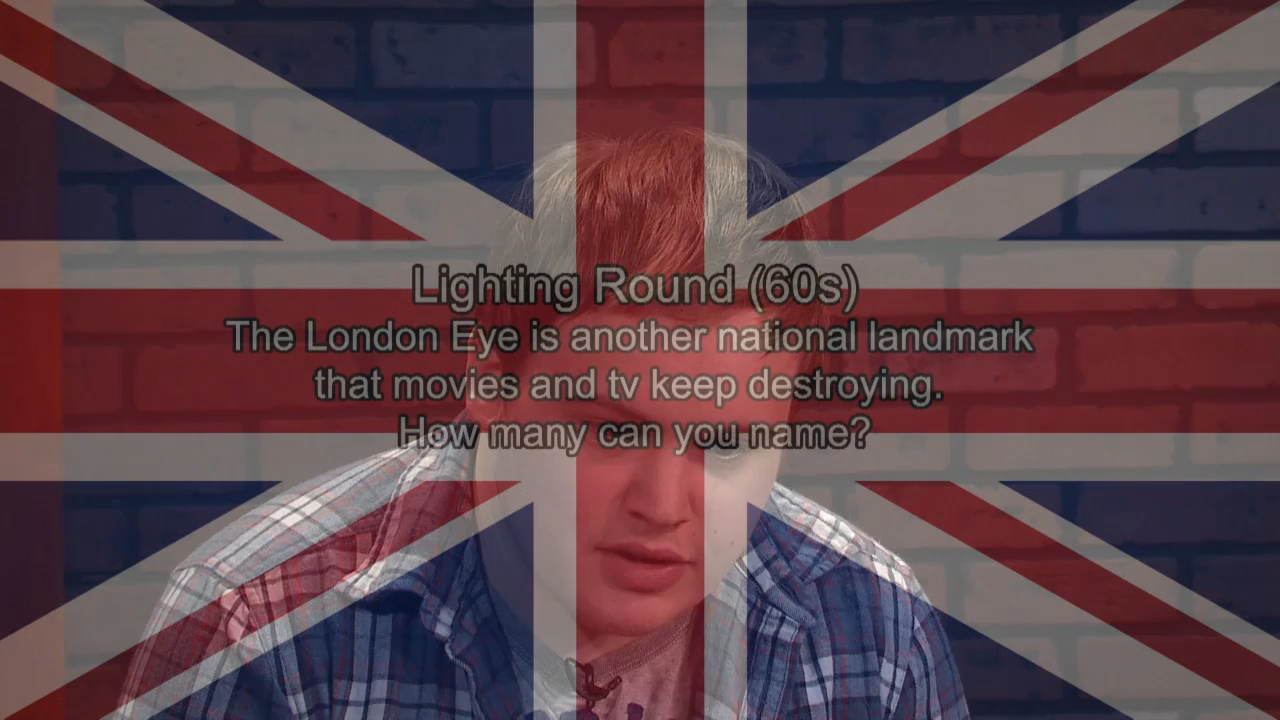 Lighting Round (60s)
The London Eye is another national landmark
that movies and tv keep destroying.
How many can you name?